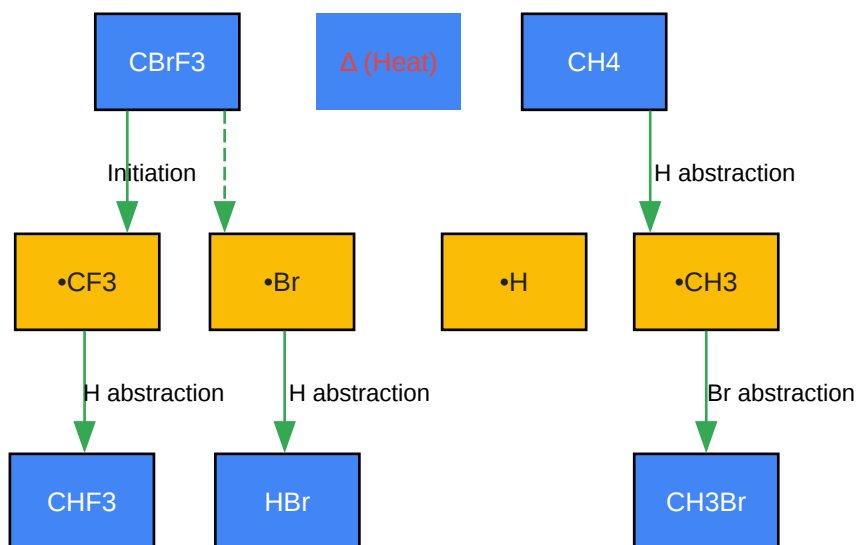 CBrF3
Δ (Heat)
CH4
Initiation
H abstraction
•CF3
•Br
•H
•CH3
H abstraction
H abstraction
Br abstraction
CHF3
HBr
CH3Br